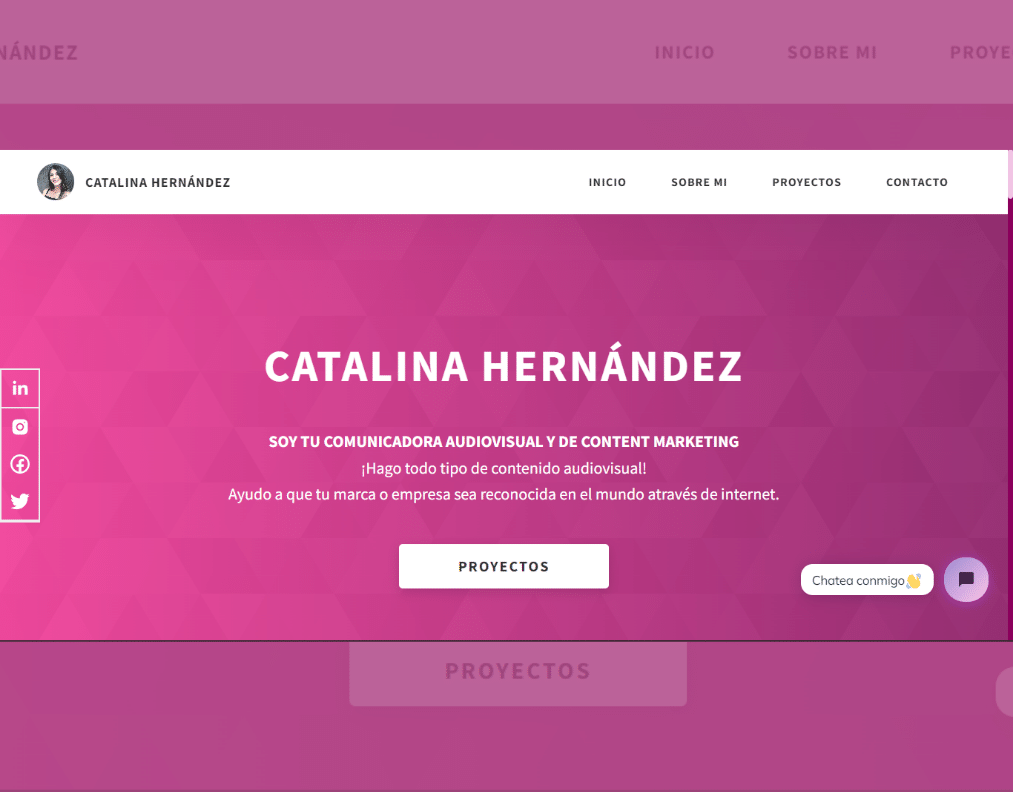 NÁNDEZ
INICIO
SOBRE MI
PROYE
CATALINA HERNÁNDEZ
INICIO
SOBRE MI
PROYECTOS
CONTACTO
CATALINA HERNÁNDEZ
in
SOY TU COMUNICADORA AUDIOVISUAL Y DE CONTENT MARKETING
¡Hago todo tipo de contenido audiovisual!
Ayudo a que tu marca o empresa sea reconocida en el mundo através de internet.
PROYECTOS
Chatea conmigo👋
PROYECTOS